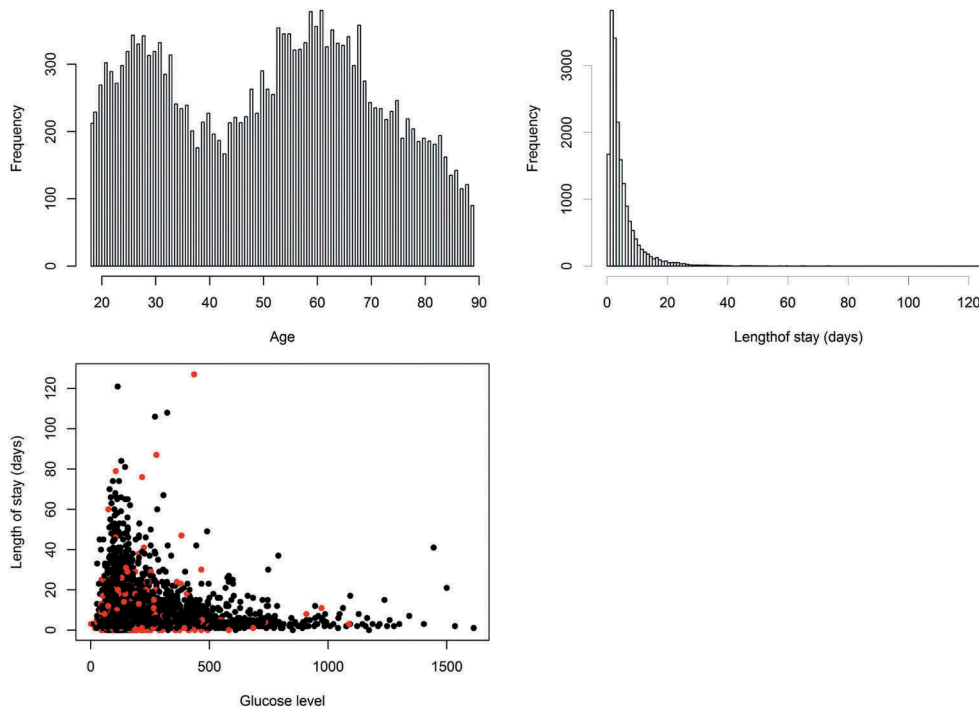 Frequency
300
200
100
0
20 30 40 50 60 70 80 90
Age
Frequency
3000
2000
1000
0
0 20 40 60 80 100 120
Lengthof stay (days)
Length of stay (days)
120
100
80
60
40
20
0
0 500 1000 1500
Glucose level